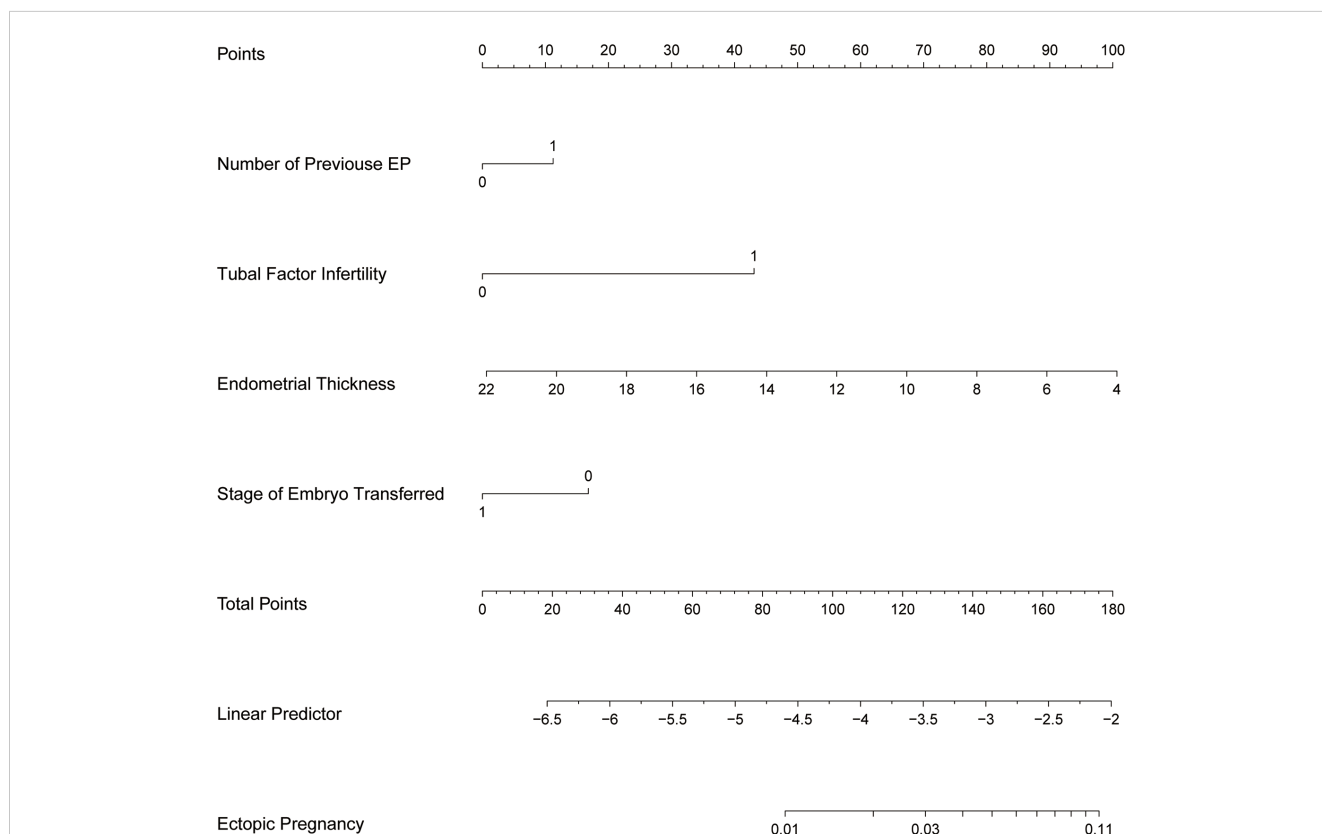 Points 0 10 20 30 40 50 60 70 80 90 100
1
Number of Previouse EP
0
1
Tubal Factor Infertility
0
Endometrial Thickness 22 20 18 16 14 12 10 8 6 4
0
Stage of Embryo Transferred
1
Total Points 0 20 40 60 80 100 120 140 160 180
Linear Predictor −6.5 −6 −5.5 −5 −4.5 −4 −3.5 −3 −2.5 −2
Ectopic Pregnancy 0.01 0.03 0.11